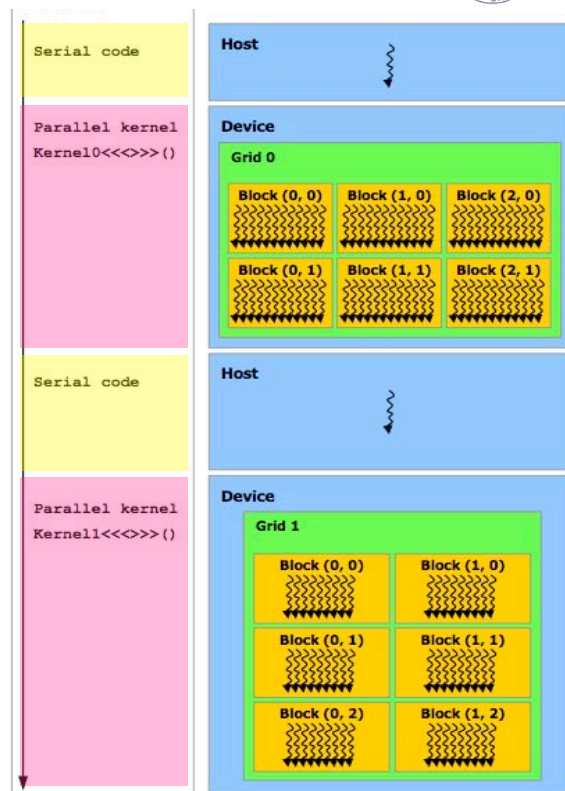 Serial code
Host
Parallel kernel
Kernel0<<<>>>()
Device
Grid 0
Block (0, 0) Block (1, 0) Block (2, 0)
Block (0, 1) Block (1, 1) Block (2, 1)
Serial code
Host
Parallel kernel
Kernel1<<<>>>()
Device
Grid 1
Block (0, 0) Block (1, 0)
Block (0, 1) Block (1, 1)
Block (0, 2) Block (1, 2)